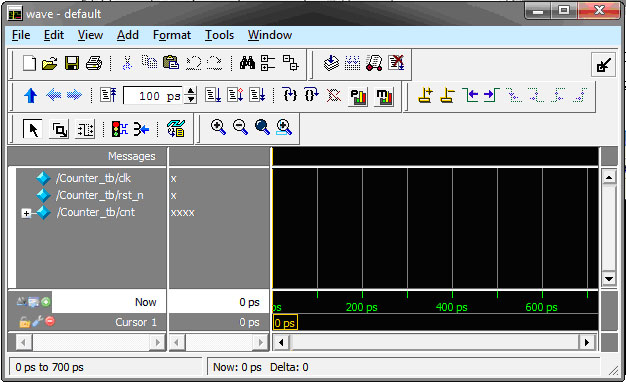 wave - default
File Edit View Add Format Tools Window
100 ps
Messages
/Counter_tb/clk x
/Counter_tb/rst_n x
/Counter_tb/cnt xxxx
Now 0 ps ps 200 ps 400 ps 600 ps
Cursor 1 0 ps 0 ps
0 ps to 700 ps Now: 0 ps Delta: 0